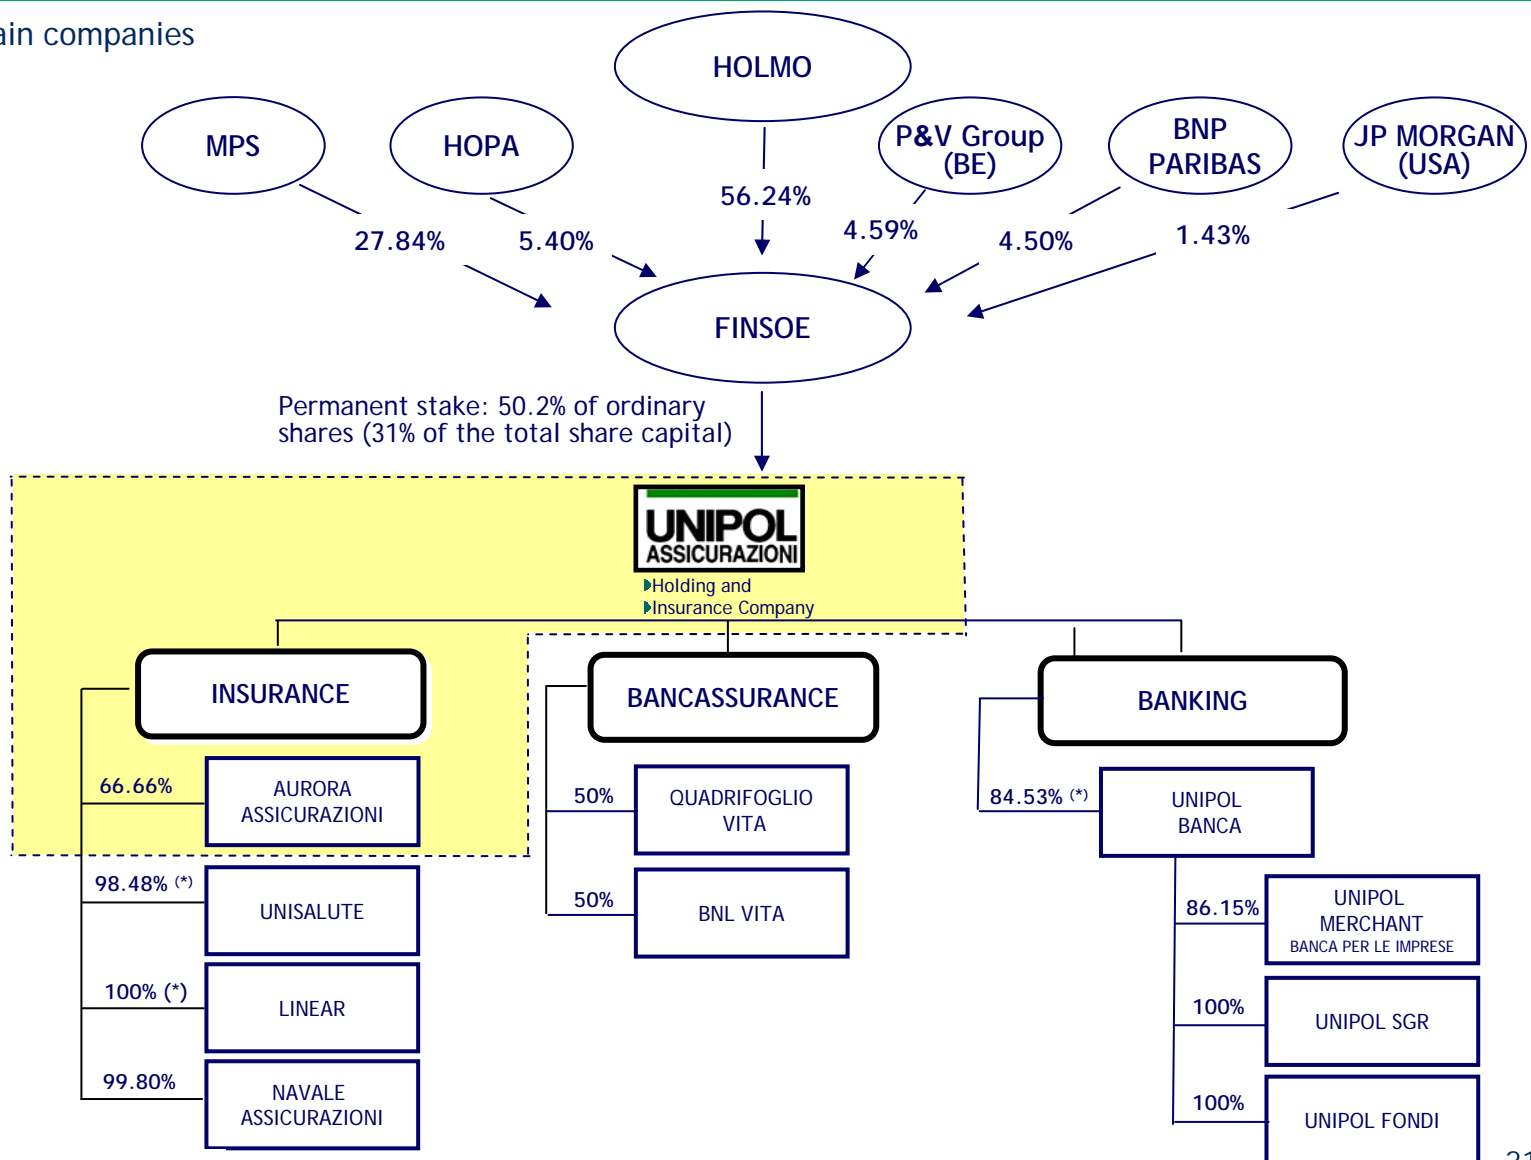 ain companies
HOLMO
MPS
HOPA
P&V Group
(BE)
BNP
PARIBAS
JP MORGAN
(USA)
56.24%
27.84%
5.40%
4.59%
4.50%
1.43%
FINSOE
Permanent stake: 50.2% of ordinary
shares (31% of the total share capital)
UNIPOL
ASSICURAZIONI
Holding and
Insurance Company
INSURANCE
BANCASSURANCE
BANKING
66.66%
AURORA
ASSICURAZIONI
50%
QUADRIFOGLIO
VITA
84.53% (*)
UNIPOL
BANCA
98.48% (*)
UNISALUTE
50%
BNL VITA
86.15%
UNIPOL
MERCHANT
BANCA PER LE IMPRESE
100% (*)
LINEAR
100%
UNIPOL SGR
99.80%
NAVALE
ASSICURAZIONI
100%
UNIPOL FONDI